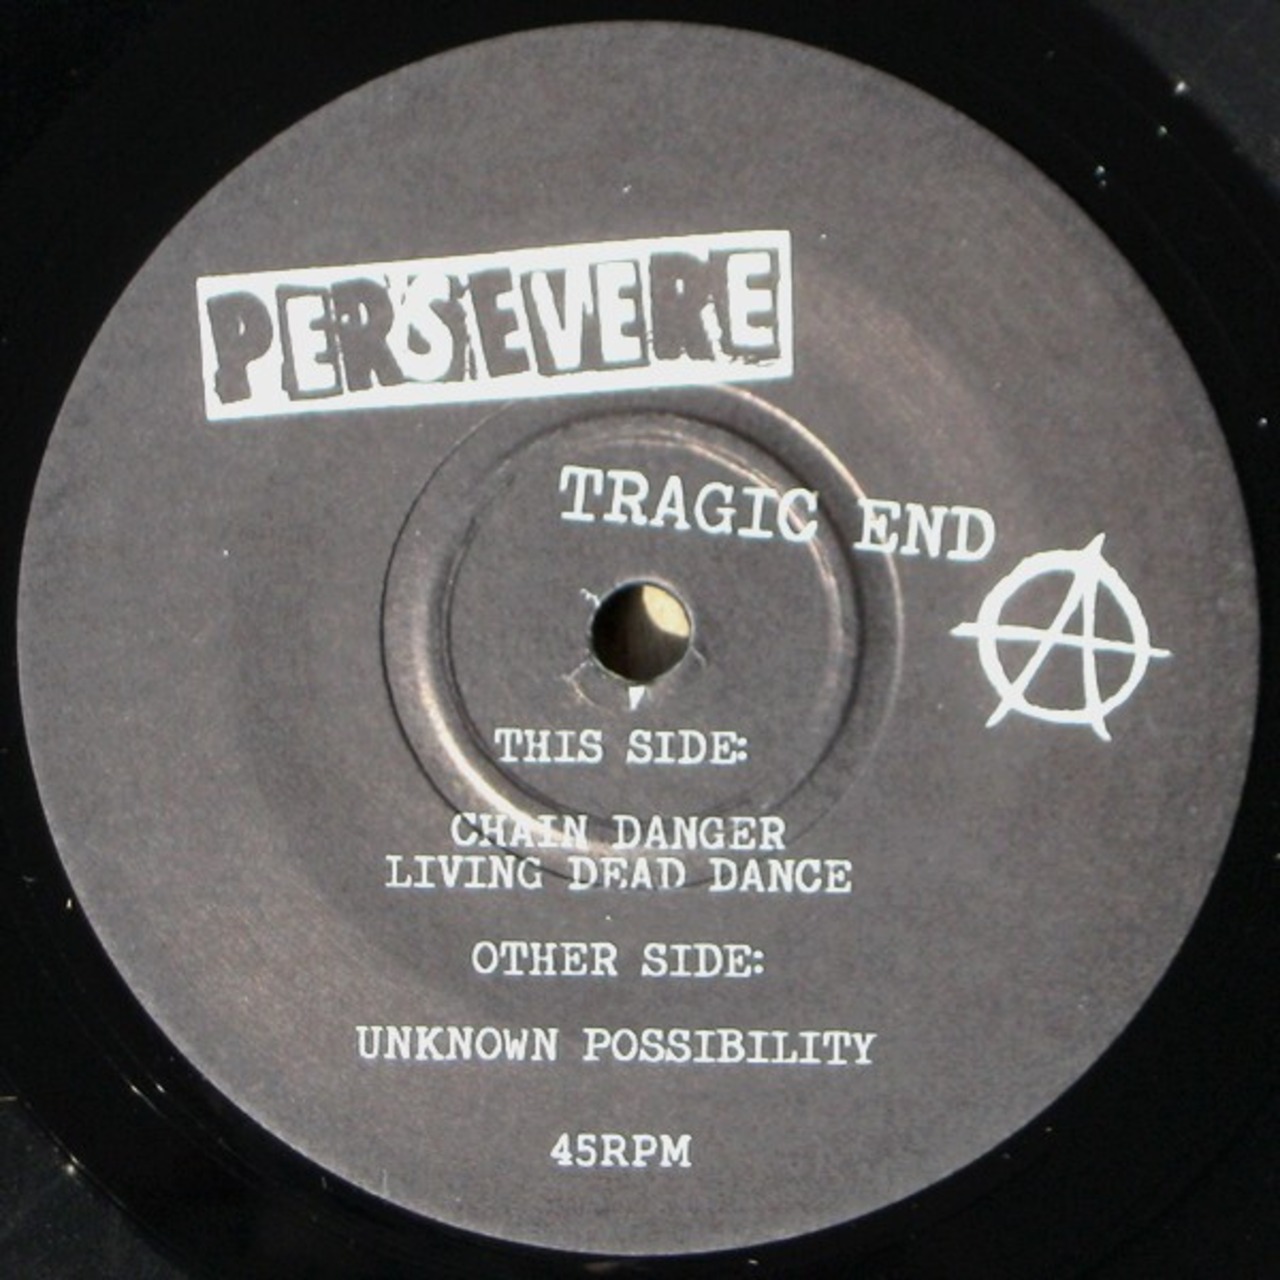 PERSEVERE
TRAGIC END
THIS SIDE:
CHAIN DANGER
LIVING DEAD DANCE
OTHER SIDE:
UNKNOWN POSSIBILITY
45RPM